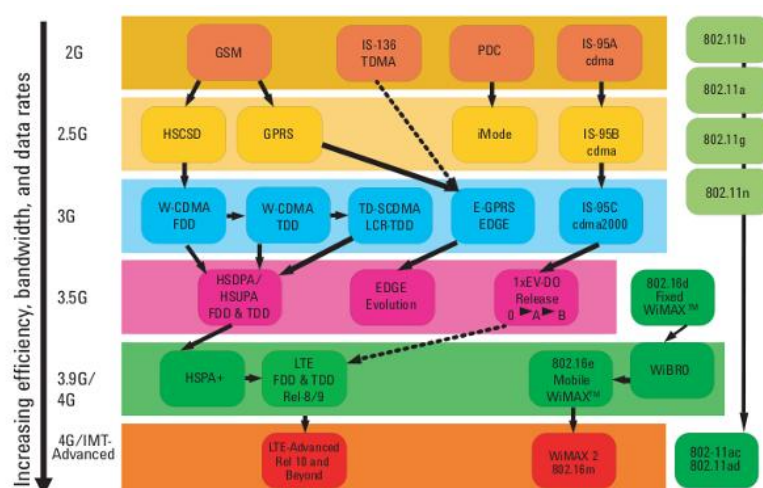 Increasing efficiency, bandwidth, and data rates
2G
GSM
IS-136
TDMA
PDC
IS-95A
cdma
802.11b
802.11a
2.5G
HSCSD
GPRS
iMode
IS-95B
cdma
802.11g
802.11n
3G
W-CDMA
FDD
W-CDMA
TDD
TD-SCDMA
LCR-TDD
E-GPRS
EDGE
IS-95C
cdma2000
3.5G
HSDPA/
HSUPA
FDD & TDD
EDGE
Evolution
1xEV-DO
Release
0 ► A ► B
802.16d
Fixed
WiMAX™
3.9G/
4G
HSPA+
LTE
FDD & TDD
Rel-8/9
802.16e
Mobile
WiMAX™
WiBRO
4G/IMT-
Advanced
LTE-Advanced
Rel 10 and
Beyond
WiMAX 2
802.16m
802-11ac
802.11ad